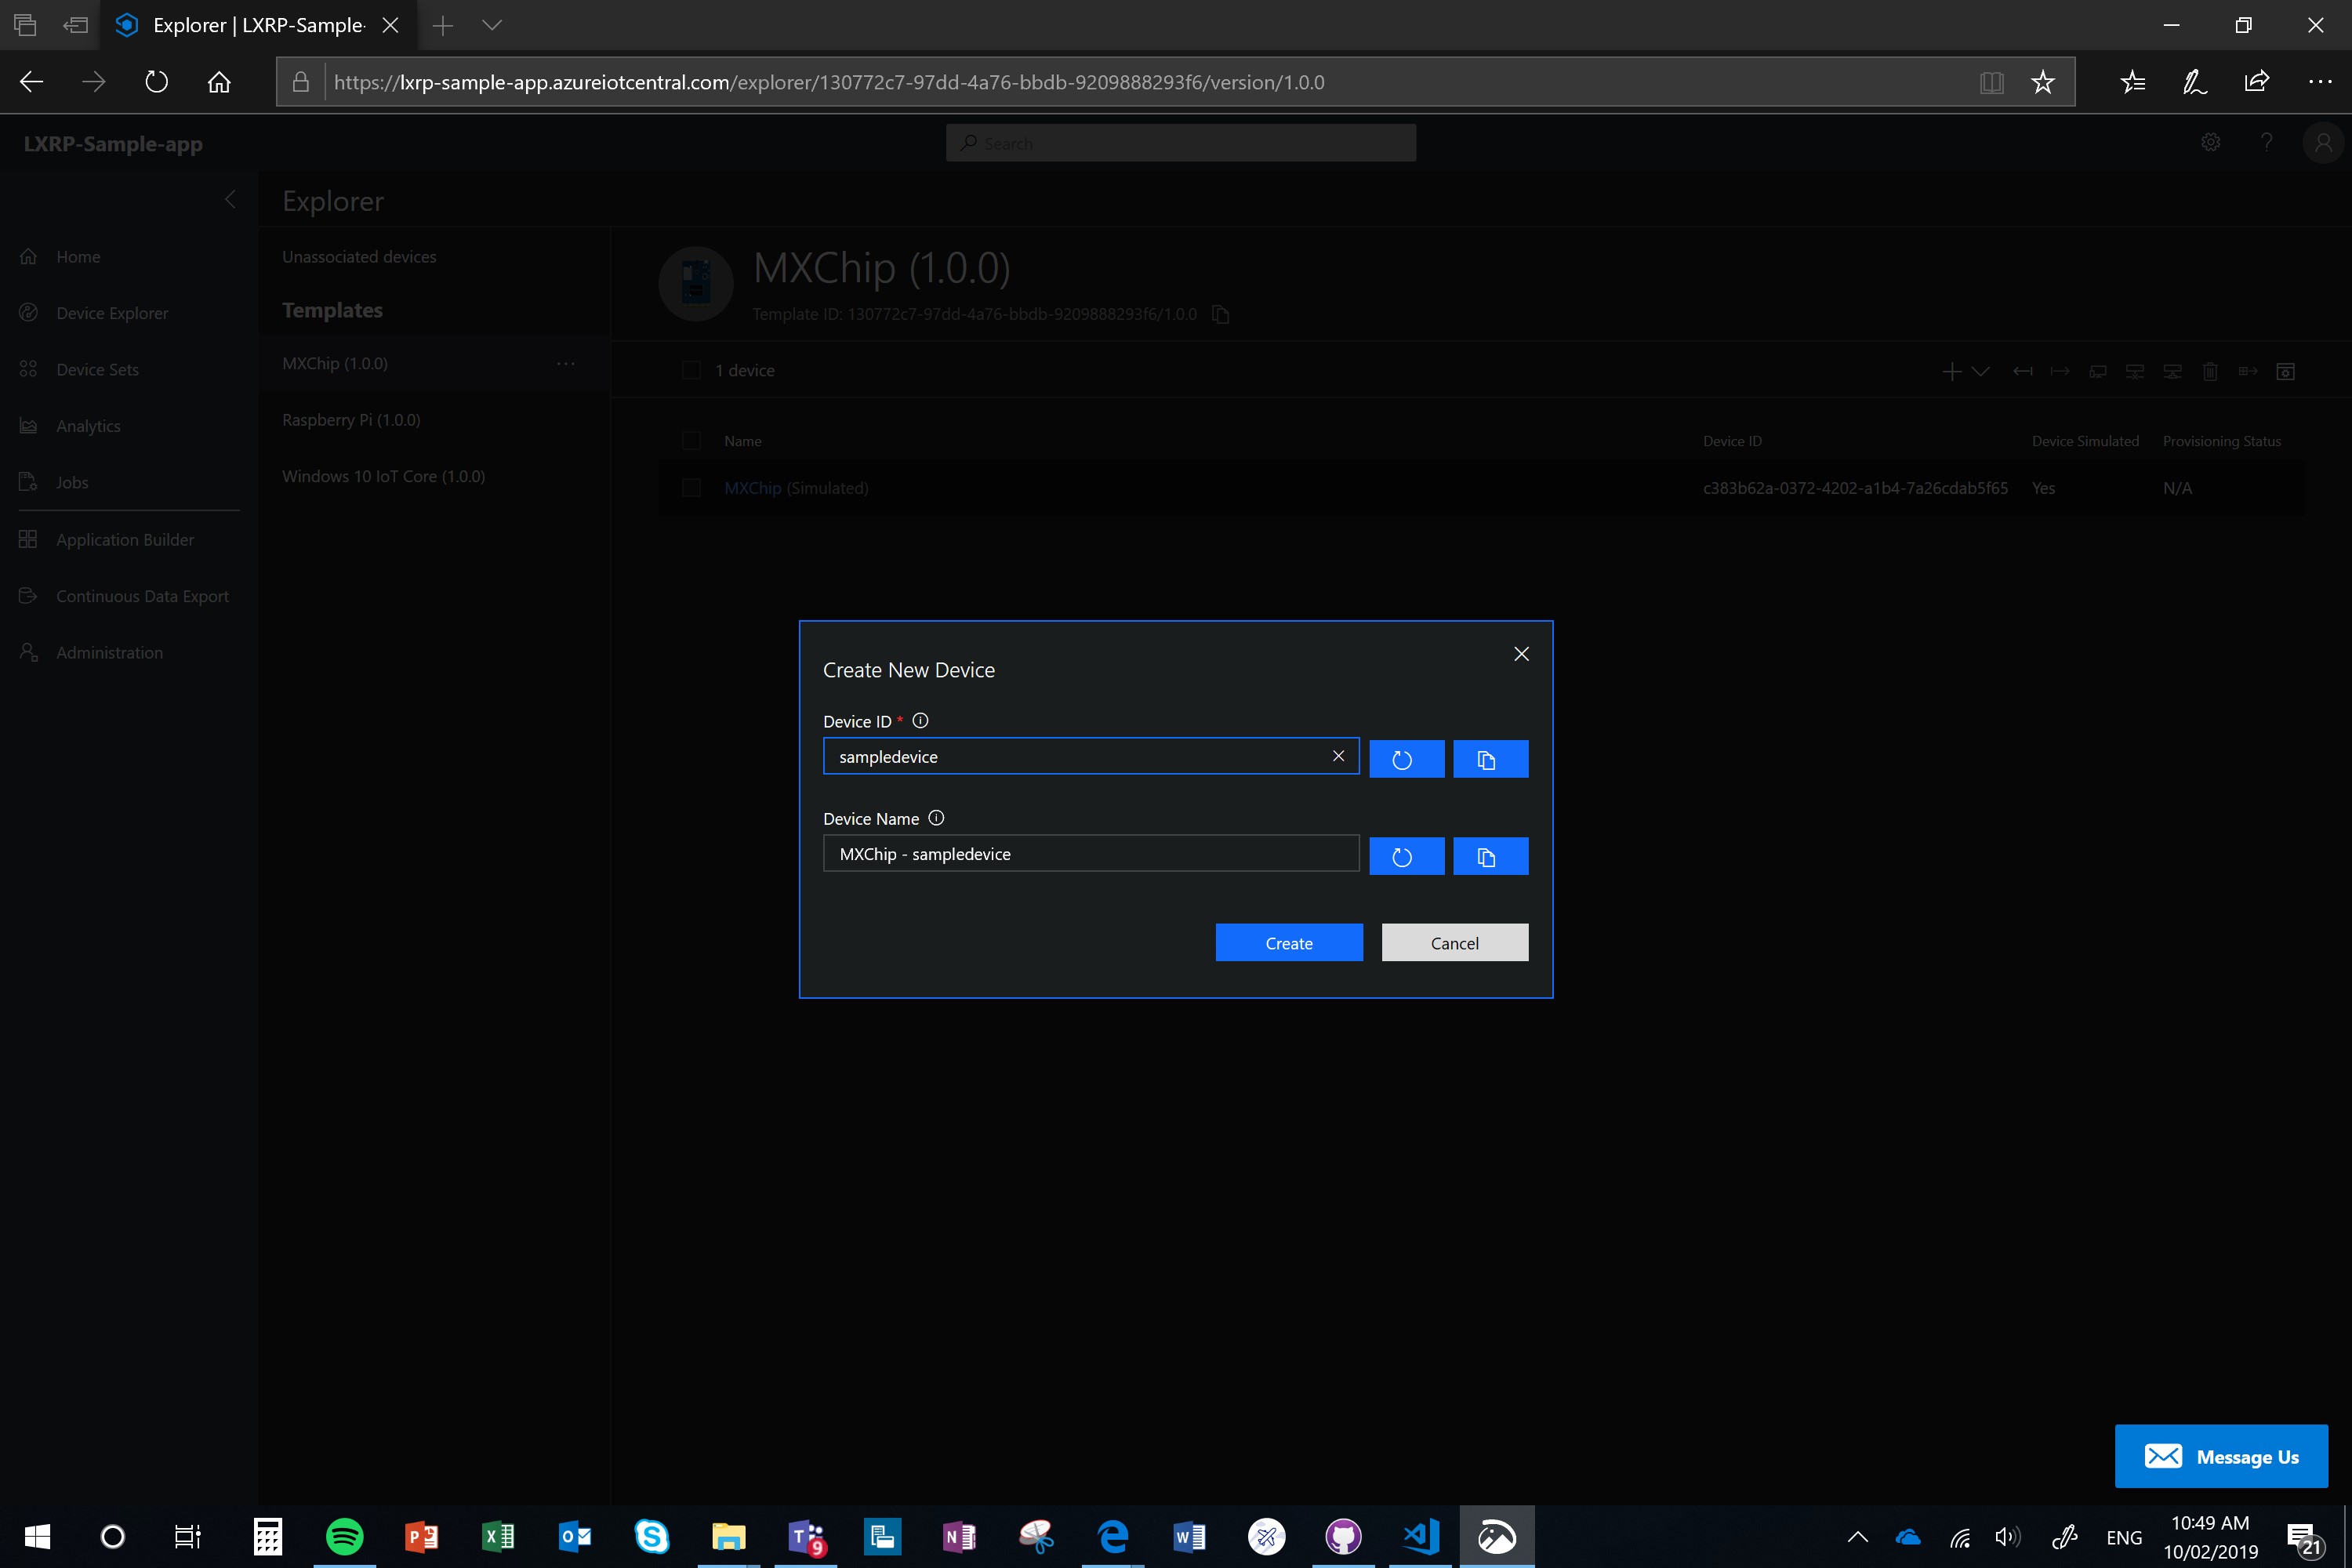 Explorer | LXRP-Sample-
https://lxrp-sample-app.azureiotcentral.com/explorer/130772c7-97dd-4a76-bbdb-9209888293f6/version/1.0.0
LXRP-Sample-app
Search
Explorer
Home
Device Explorer
Device Sets
Analytics
Jobs
Application Builder
Continuous Data Export
Administration
Unassociated devices
Templates
MXChip (1.0.0)
Raspberry Pi (1.0.0)
Windows 10 IoT Core (1.0.0)
MXChip (1.0.0)
Template ID: 130772c7-97dd-4a76-bbdb-9209888293f6/1.0.0
1 device
Name Device ID Device Simulated Provisioning Status
MXChip (Simulated) c383b62a-0372-4202-a1b4-7a26cdab5f65 Yes N/A
Create New Device
Device ID *
sampledevice
Device Name
MXChip - sampledevice
Create Cancel
Message Us
9
ENG
10:49 AM
10/02/2019
21